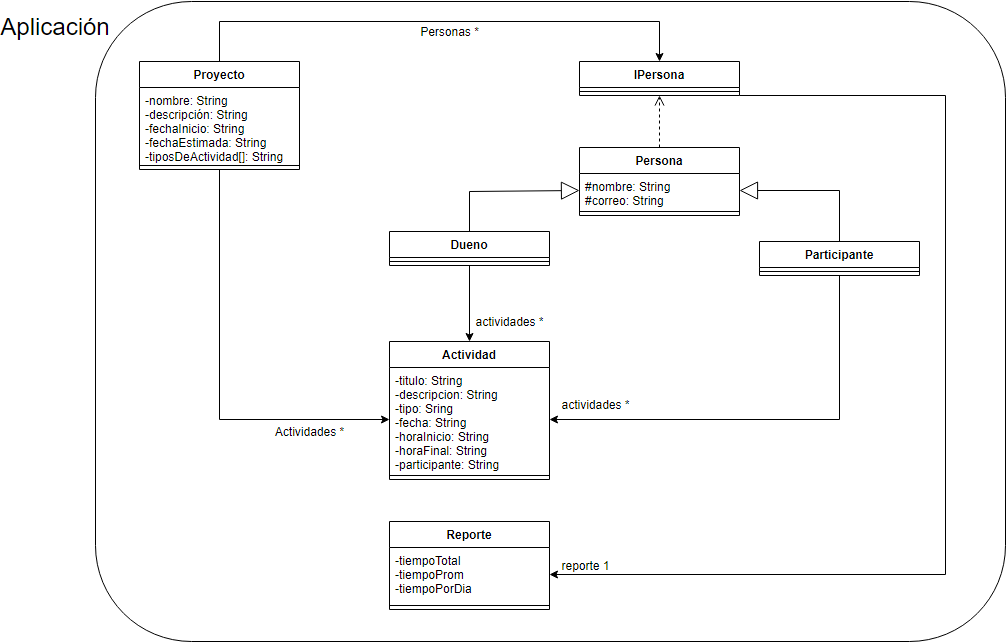 Aplicación
Personas *
Proyecto
-nombre: String
-descripción: String
-fechaInicio: String
-fechaEstimada: String
-tiposDeActividad[]: String
IPersona
Persona
#nombre: String
#correo: String
Dueno
Participante
actividades *
Actividad
-titulo: String
-descripcion: String
-tipo: Sring
-fecha: String
-horaInicio: String
-horaFinal: String
-participante: String
actividades *
Actividades *
Reporte
-tiempoTotal
-tiempoProm
-tiempoPorDia
reporte 1